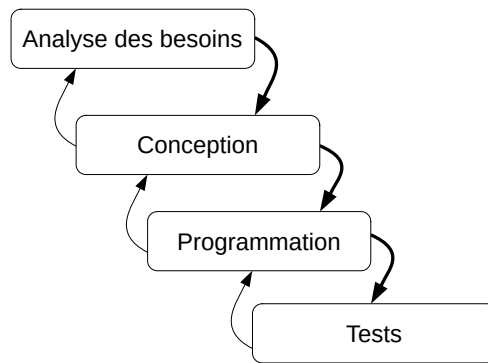 Analyse des besoins
Conception
Programmation
Tests